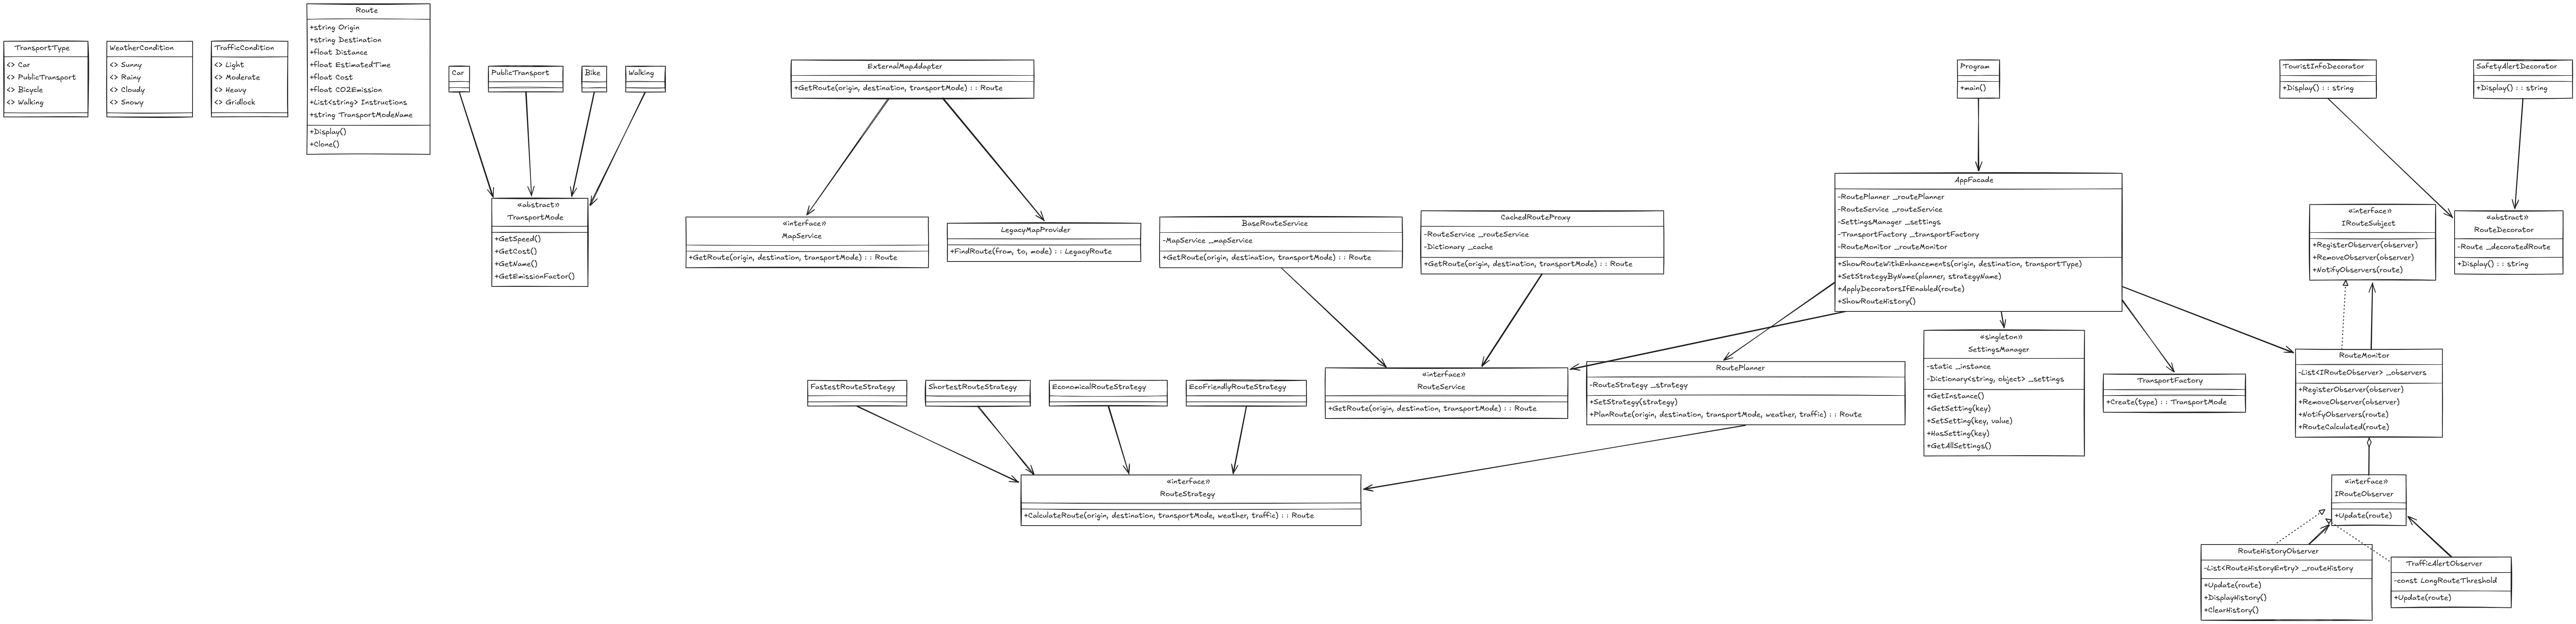 TransportType
<> Car
<> PublicTransport
<> Bicycle
<> Walking
WeatherCondition
<> Sunny
<> Rainy
<> Cloudy
<> Snowy
TrafficCondition
<> Light
<> Moderate
<> Heavy
<> Gridlock
Route
+string Origin
+string Destination
+float Distance
+float EstimatedTime
+float Cost
+float CO2Emission
+List<string> Instructions
+string TransportModeName
+Display()
+Clone()
Car
PublicTransport
Bike
Walking
«abstract»
TransportMode
+GetSpeed()
+GetCost()
+GetName()
+GetEmissionFactor()
ExternalMapAdapter
+GetRoute(origin, destination, transportMode) : : Route
«interface»
MapService
+GetRoute(origin, destination, transportMode) : : Route
LegacyMapProvider
+FindRoute(from, to, mode) : : LegacyRoute
BaseRouteService
-MapService _mapService
+GetRoute(origin, destination, transportMode) : : Route
CachedRouteProxy
-RouteService _routeService
-Dictionary _cache
+GetRoute(origin, destination, transportMode) : : Route
FastestRouteStrategy
ShortestRouteStrategy
EconomicalRouteStrategy
EcoFriendlyRouteStrategy
«interface»
RouteStrategy
+CalculateRoute(origin, destination, transportMode, weather, traffic) : : Route
«interface»
RouteService
+GetRoute(origin, destination, transportMode) : : Route
RoutePlanner
-RouteStrategy _strategy
+SetStrategy(strategy)
+PlanRoute(origin, destination, transportMode, weather, traffic) : : Route
Program
+main()
AppFacade
-RoutePlanner _routePlanner
-RouteService _routeService
-SettingsManager _settings
-TransportFactory _transportFactory
-RouteMonitor _routeMonitor
+ShowRouteWithEnhancements(origin, destination, transportType)
+SetStrategyByName(planner, strategyName)
+ApplyDecoratorsIfEnabled(route)
+ShowRouteHistory()
«singleton»
SettingsManager
-static _instance
-Dictionary<string, object> _settings
+GetInstance()
+GetSetting(key)
+SetSetting(key, value)
+HasSetting(key)
+GetAllSettings()
TransportFactory
+Create(type) : : TransportMode
TouristInfoDecorator
+Display() : : string
SafetyAlertDecorator
+Display() : : string
«interface»
IRouteSubject
+RegisterObserver(observer)
+RemoveObserver(observer)
+NotifyObservers(route)
«abstract»
RouteDecorator
-Route _decoratedRoute
+Display() : : string
RouteMonitor
-List<IRouteObserver> _observers
+RegisterObserver(observer)
+RemoveObserver(observer)
+NotifyObservers(route)
+RouteCalculated(route)
«interface»
IRouteObserver
+Update(route)
RouteHistoryObserver
-List<RouteHistoryEntry> _routeHistory
+Update(route)
+DisplayHistory()
+ClearHistory()
TrafficAlertObserver
-const LongRouteThreshold
+Update(route)